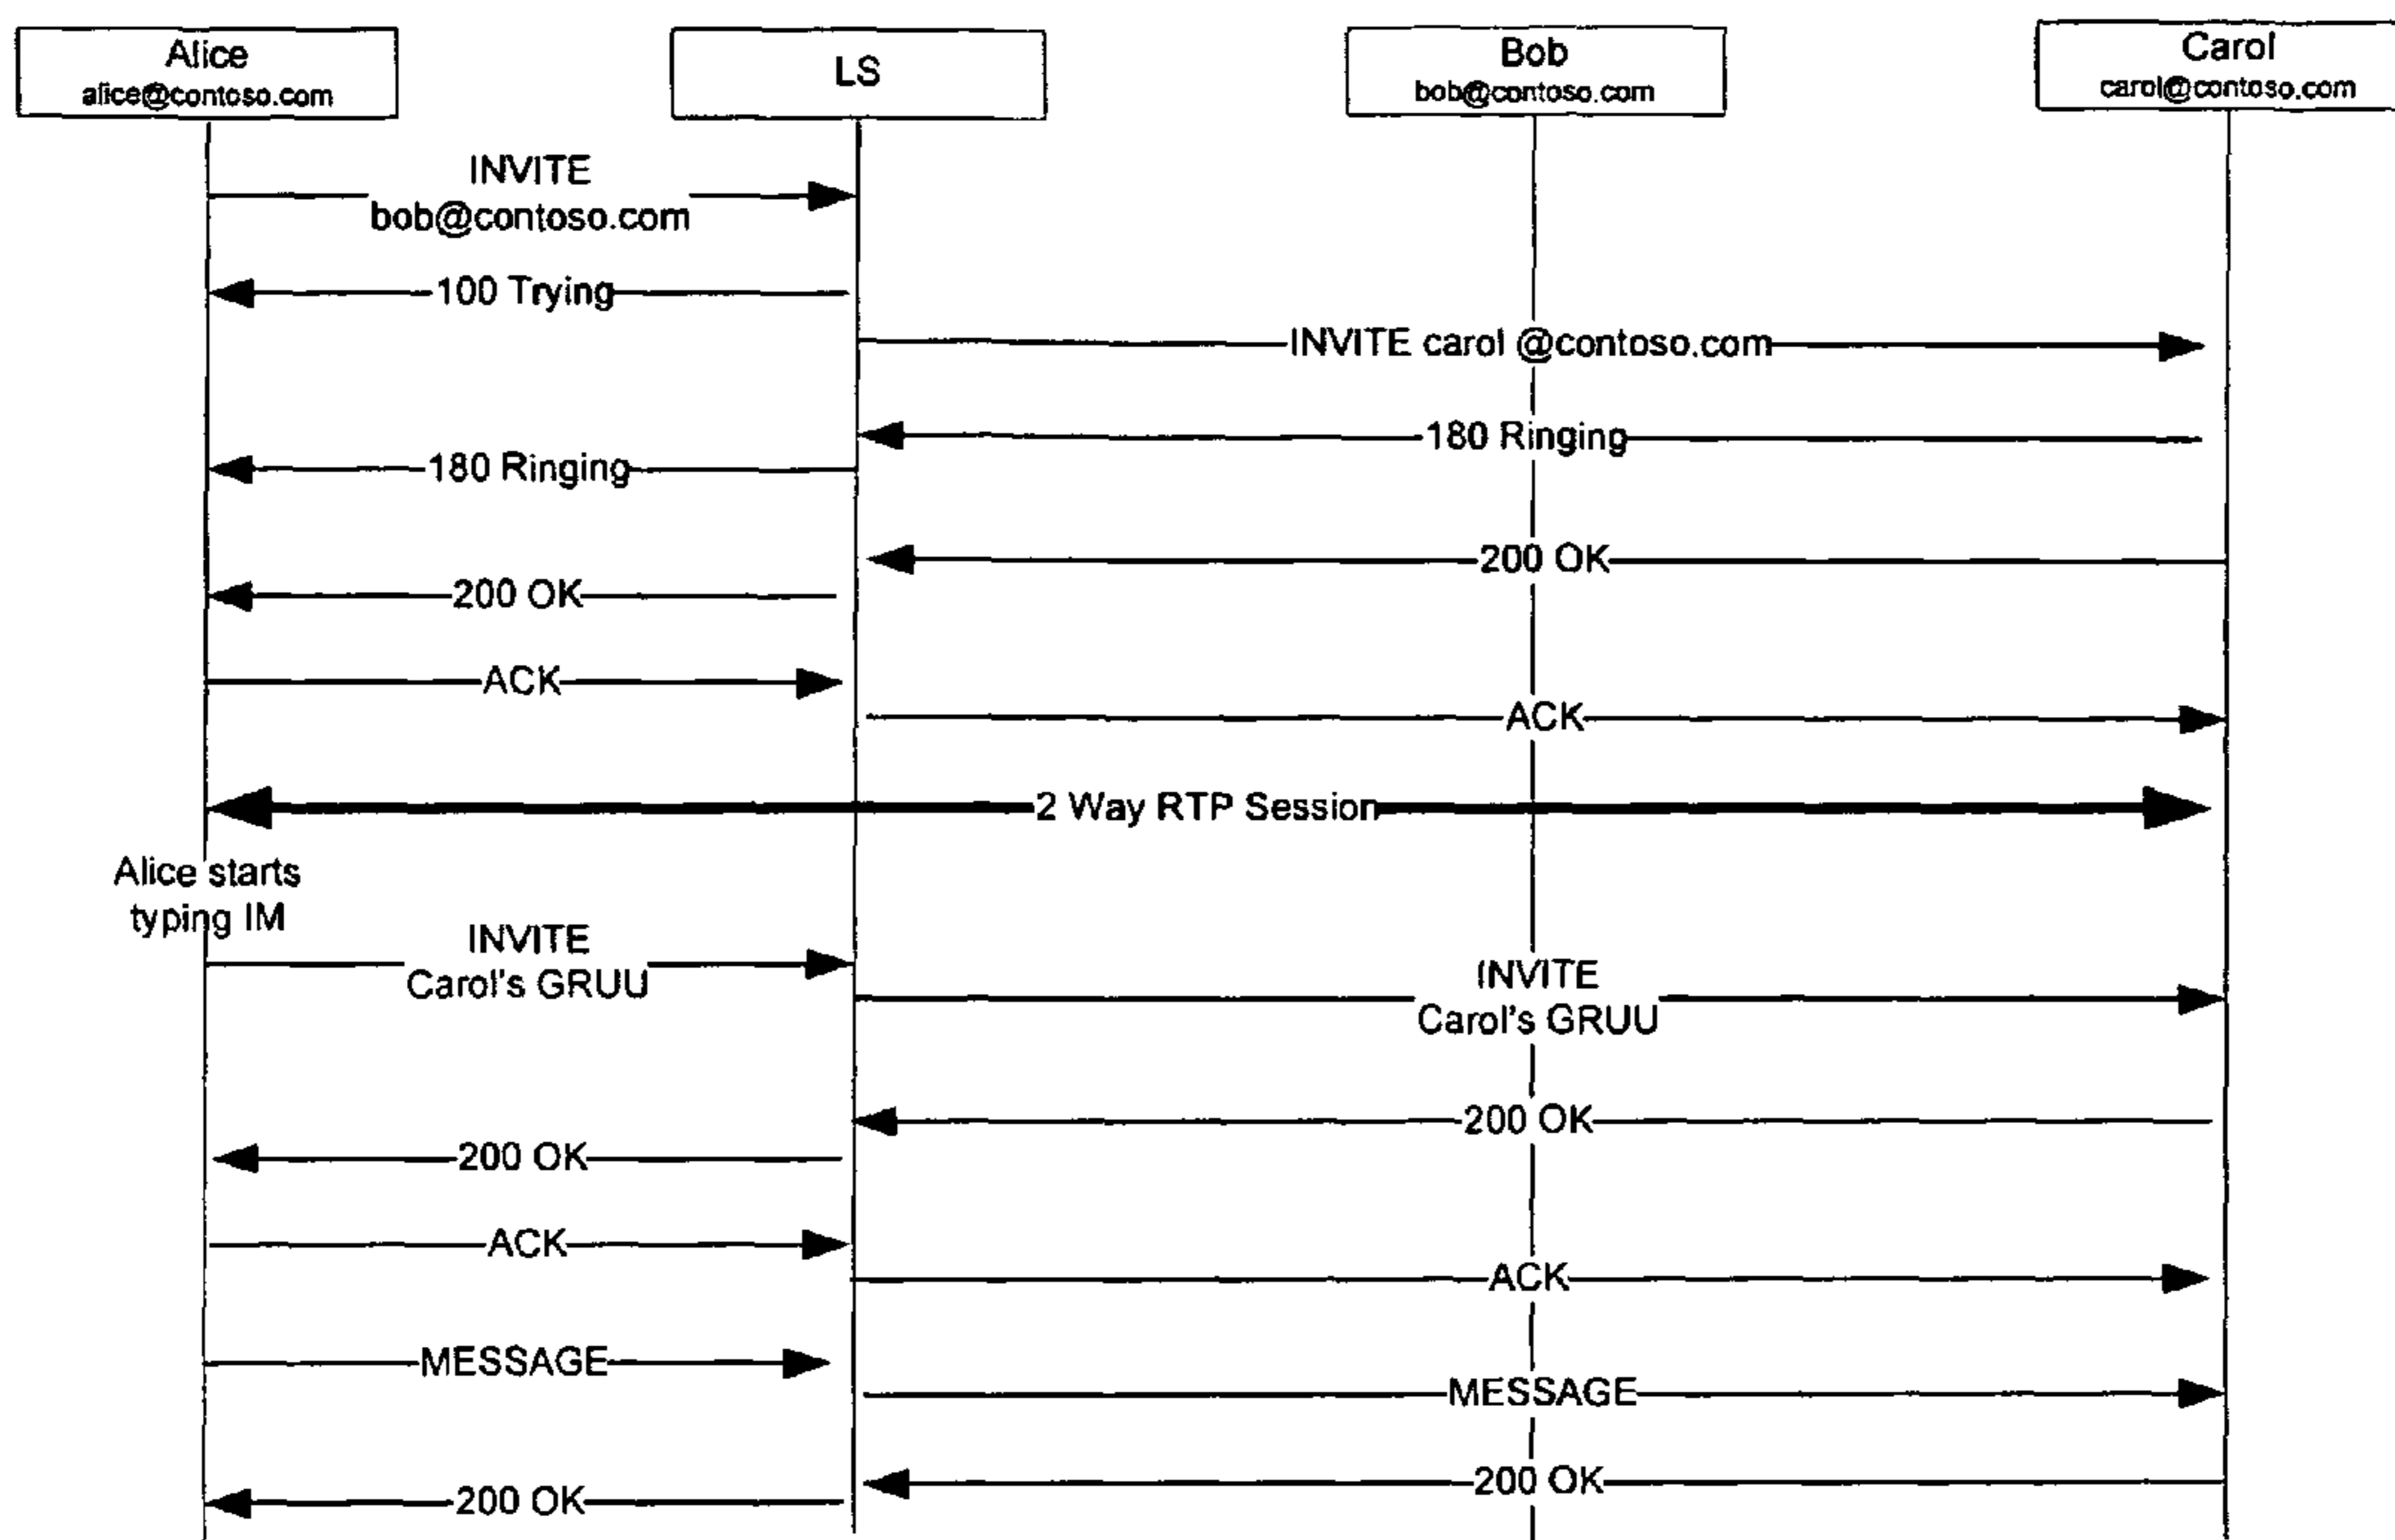 Alice
alice@contoso.com
LS
Bob
bob@contoso.com
Carol
carol@contoso.com
INVITE
bob@contoso.com
100 Trying
INVITE carol @contoso.com
180 Ringing
180 Ringing
200 OK
200 OK
ACK
ACK
2 Way RTP Session
Alice starts
typing IM
INVITE
Carol's GRUU
INVITE
Carol's GRUU
200 OK
200 OK
ACK
ACK
MESSAGE
MESSAGE
200 OK
200 OK